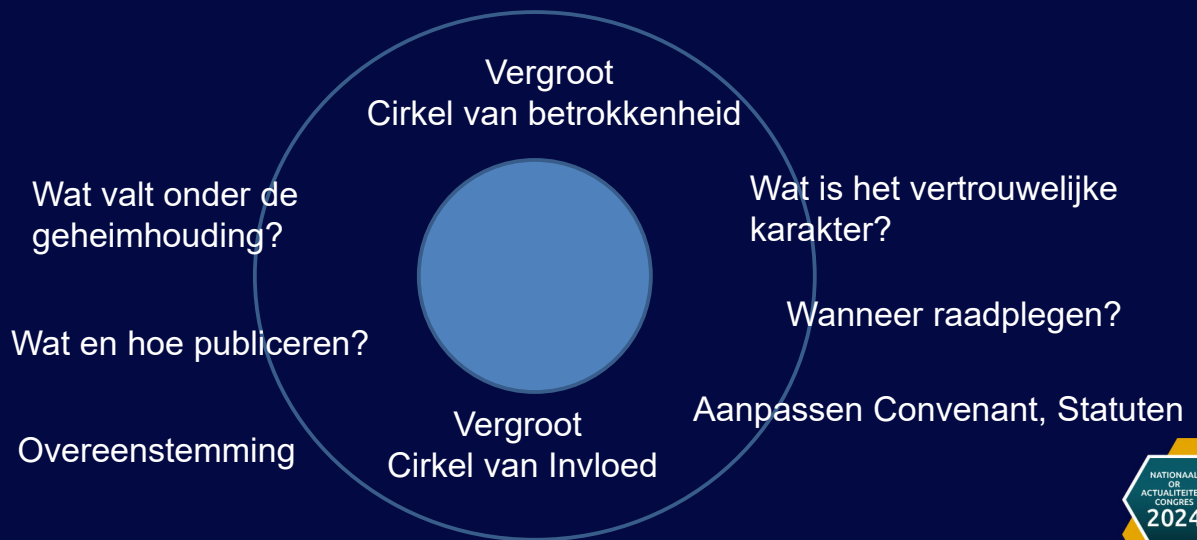 Vergroot
Cirkel van betrokkenheid
Wat valt onder de
geheimhouding?
Wat is het vertrouwelijke
karakter?
Wanneer raadplegen?
Wat en hoe publiceren?
Aanpassen Convenant, Statuten
Vergroot
Cirkel van Invloed
Overeenstemming
NATIONAAL
OR
ACTUALITEITE
CONGRES
2024